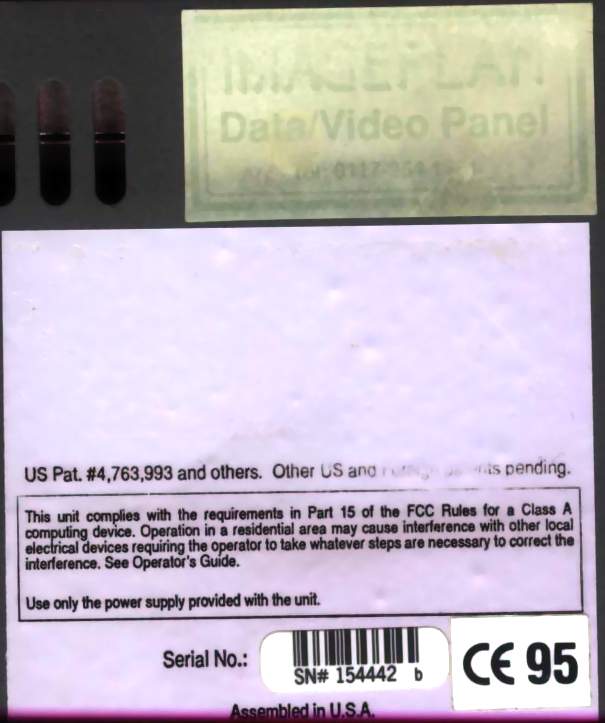 IMAGEPLAN
Data/Video Panel
0117
US Pat. #4,763,993 and others. Other US and pending.
This unit complies with the requirements in Part 15 of the FCC Rules for a Class A
computing device. Operation in a residential area may cause interference with other local
electrical devices requiring the operator to take whatever steps are necessary to correct the
interference. See Operator's Guide.
Use only the power supply provided with the unit.
Serial No.:
SN# 154442 b
CE 95
Assembled in U.S.A.